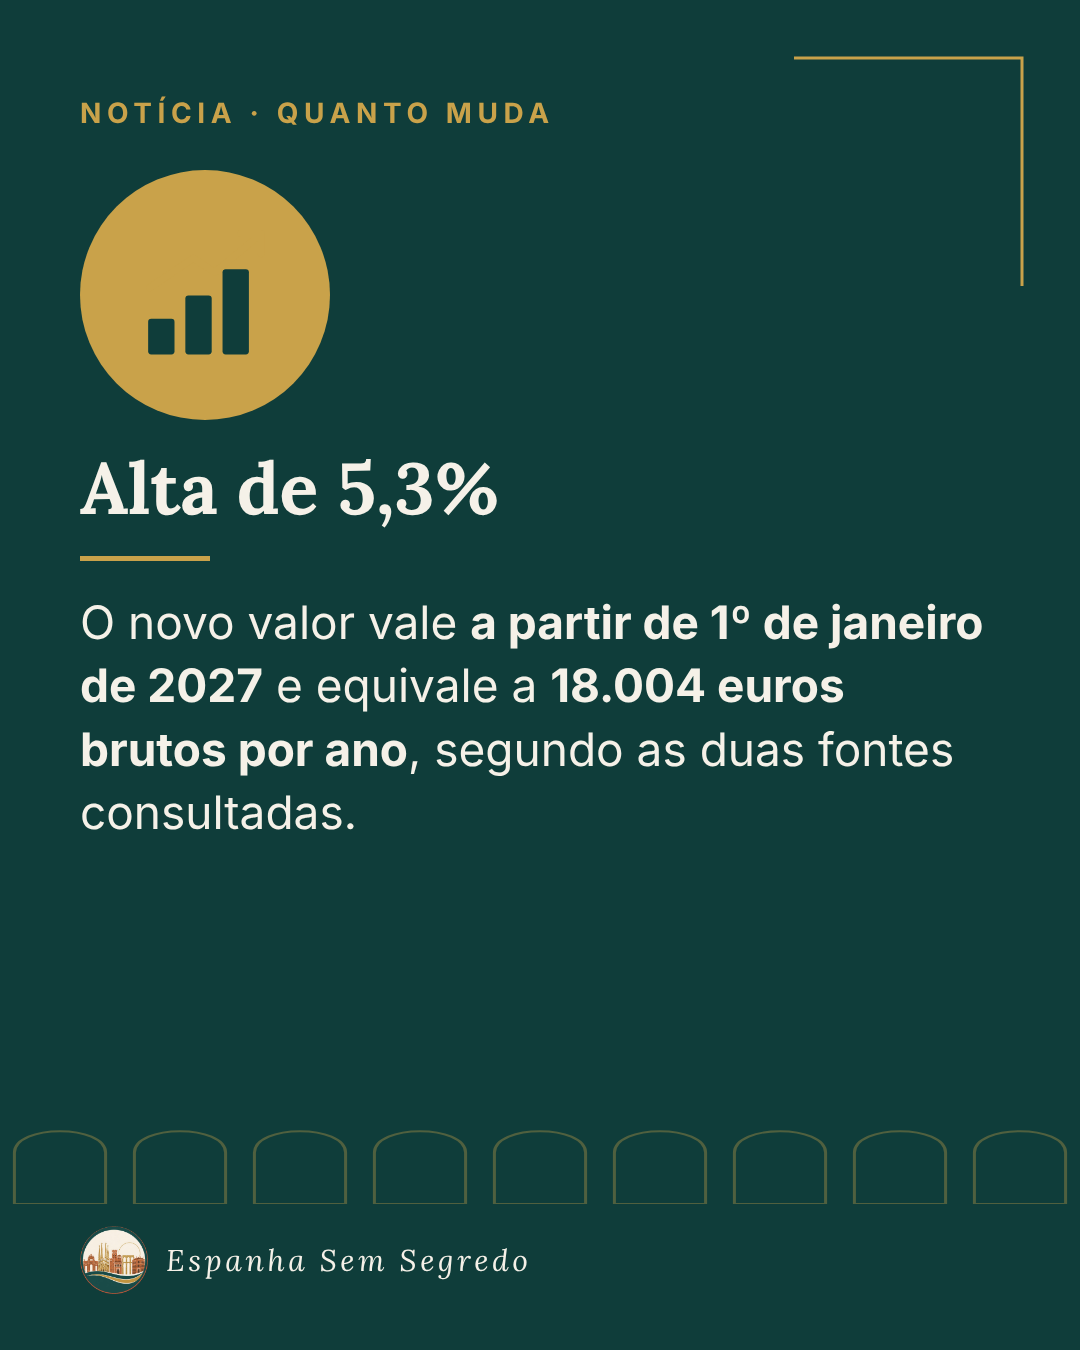 NOTÍCIA · QUANTO MUDA
Alta de 5,3%
O novo valor vale a partir de 1º de janeiro
de 2027 e equivale a 18.004 euros
brutos por ano, segundo as duas fontes
consultadas.
Espanha Sem Segredo